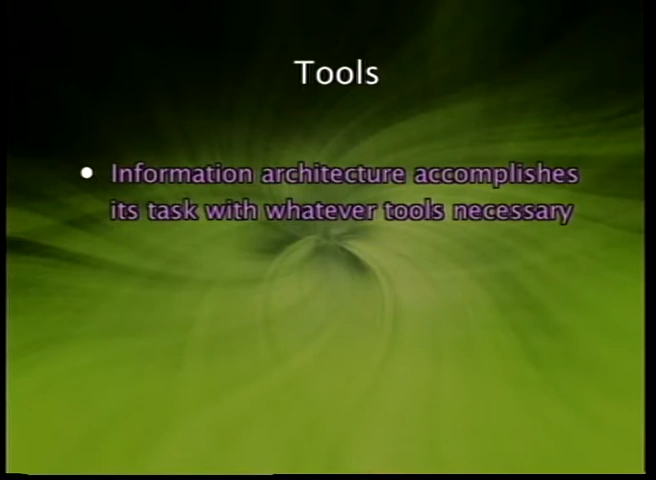 Tools
• Information architecture accomplishes
its task with whatever tools necessary